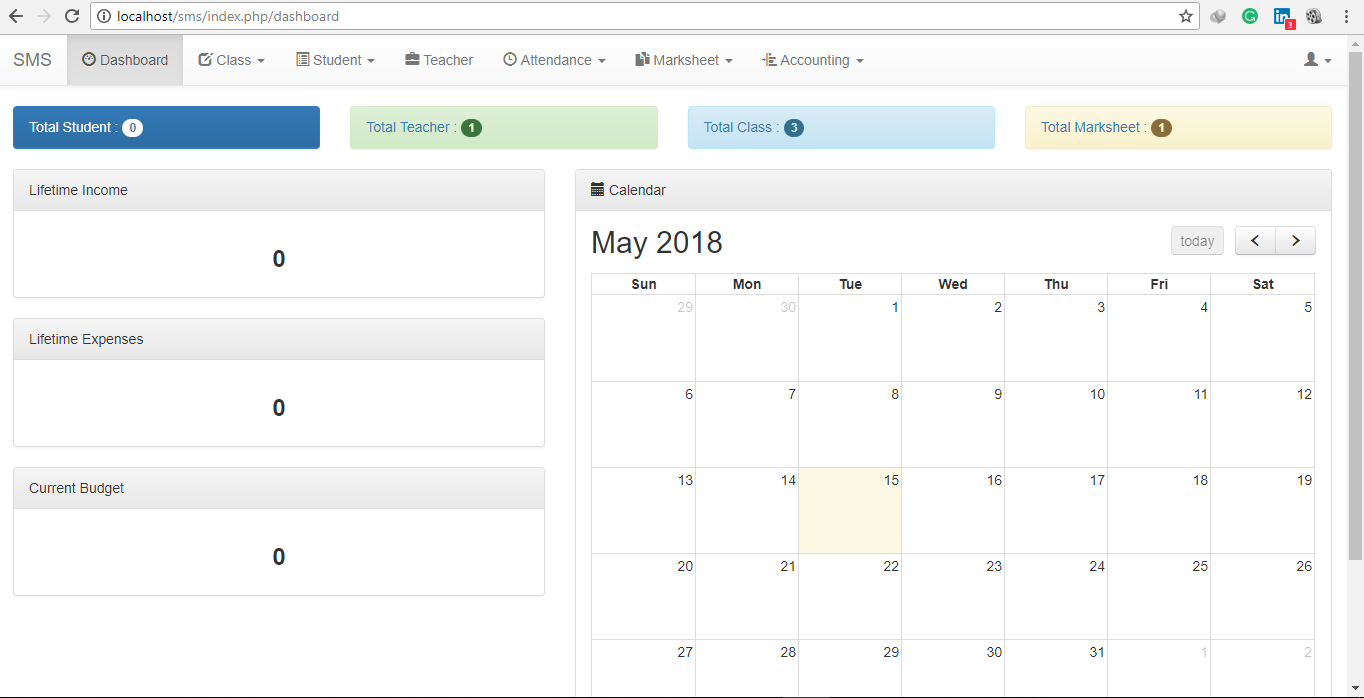 localhost/sms/index.php/dashboard
3
SMS Dashboard Class Student Teacher Attendance Marksheet Accounting
Total Student : 0 Total Teacher : 1 Total Class : 3 Total Marksheet : 1
Lifetime Income
0
Lifetime Expenses
0
Current Budget
0
Calendar
May 2018 today
Sun Mon Tue Wed Thu Fri Sat
29 30 1 2 3 4 5
6 7 8 9 10 11 12
13 14 15 16 17 18 19
20 21 22 23 24 25 26
27 28 29 30 31 1 2